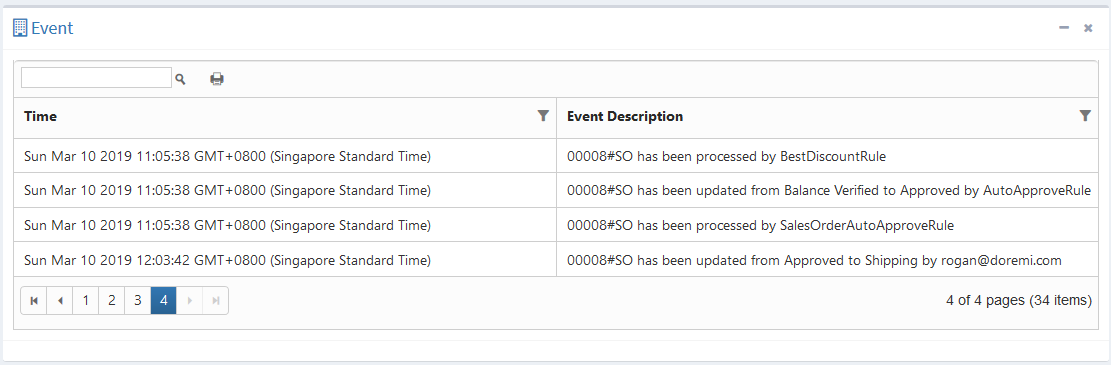 Event
Time Event Description
Sun Mar 10 2019 11:05:38 GMT+0800 (Singapore Standard Time) 00008#SO has been processed by BestDiscountRule
Sun Mar 10 2019 11:05:38 GMT+0800 (Singapore Standard Time) 00008#SO has been updated from Balance Verified to Approved by AutoApproveRule
Sun Mar 10 2019 11:05:38 GMT+0800 (Singapore Standard Time) 00008#SO has been processed by SalesOrderAutoApproveRule
Sun Mar 10 2019 12:03:42 GMT+0800 (Singapore Standard Time) 00008#SO has been updated from Approved to Shipping by rogan@doremi.com
1 2 3 4 4 of 4 pages (34 items)